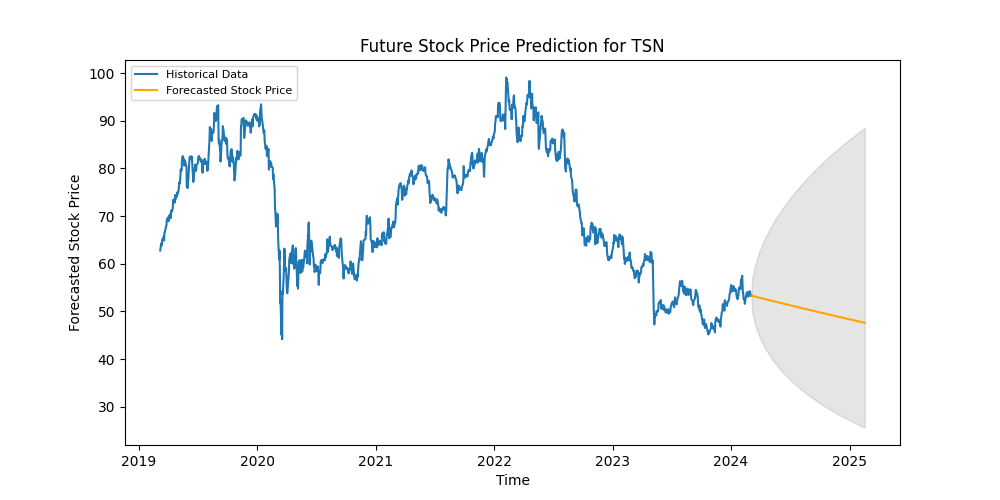 Future Stock Price Prediction for TSN
Historical Data
Forecasted Stock Price
Forecasted Stock Price
100
90
80
70
60
50
40
30
2019 2020 2021 2022 2023 2024 2025
Time